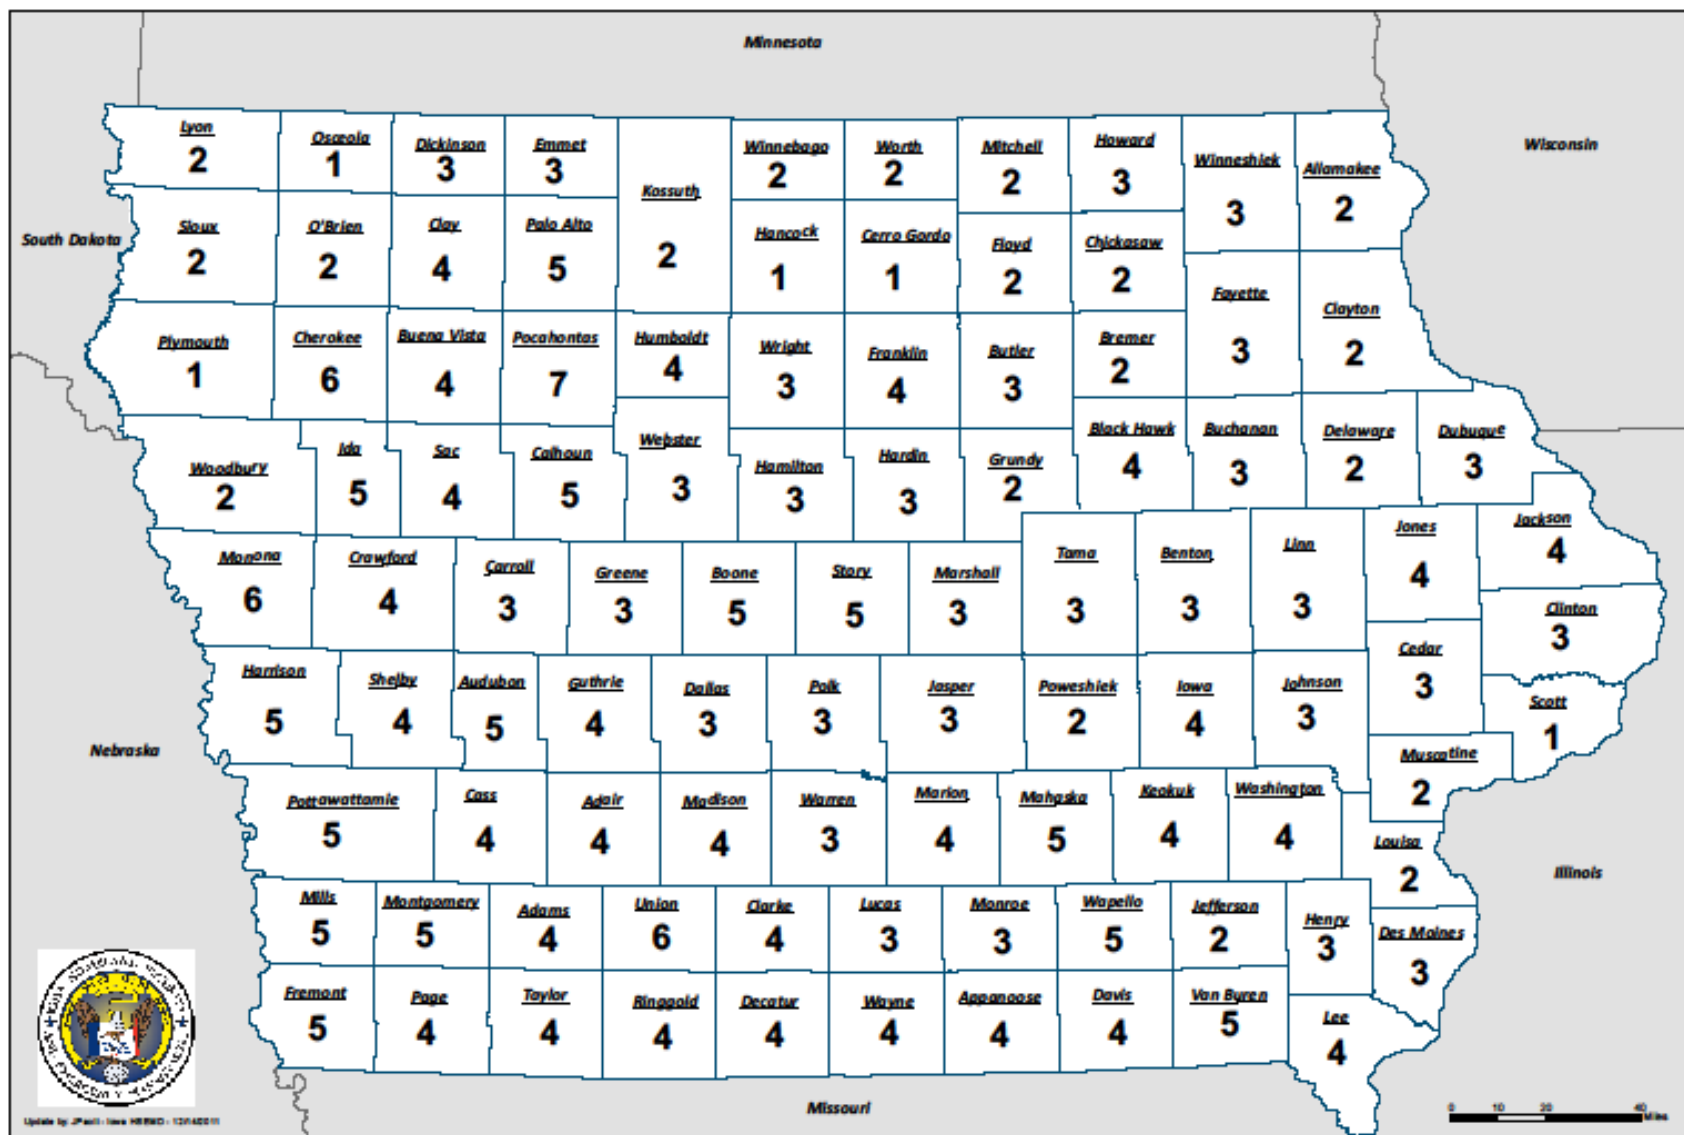 Minnesota
Wisconsin
South Dakota
Nebraska
Illinois
Missouri
Lyon
2
Osceola
1
Dickinson
3
Emmet
3
Kossuth
2
Winnebago
2
Worth
2
Mitchell
2
Howard
3
Winneshiek
3
Allamakee
2
Sioux
2
O'Brien
2
Clay
4
Palo Alto
5
Hancock
1
Cerro Gordo
1
Floyd
2
Chickasaw
2
Fayette
3
Clayton
2
Plymouth
1
Cherokee
6
Buena Vista
4
Pocahontas
7
Humboldt
4
Wright
3
Franklin
4
Butler
3
Bremer
2
Woodbury
2
Ida
5
Sac
4
Calhoun
5
Webster
3
Hamilton
3
Hardin
3
Grundy
2
Black Hawk
4
Buchanan
3
Delaware
2
Dubuque
3
Monona
6
Crawford
4
Carroll
3
Greene
3
Boone
5
Story
5
Marshall
3
Tama
3
Benton
3
Linn
3
Jones
4
Jackson
4
Clinton
3
Harrison
5
Shelby
4
Audubon
5
Guthrie
4
Dallas
3
Polk
3
Jasper
3
Poweshiek
2
Iowa
4
Johnson
3
Cedar
3
Scott
1
Muscatine
2
Pottawattamie
5
Cass
4
Adair
4
Madison
4
Warren
3
Marion
4
Mahaska
5
Keokuk
4
Washington
4
Louisa
2
Mills
5
Montgomery
5
Adams
4
Union
6
Clarke
4
Lucas
3
Monroe
3
Wapello
5
Jefferson
2
Henry
3
Des Moines
3
Fremont
5
Page
4
Taylor
4
Ringgold
4
Decatur
4
Wayne
4
Appanoose
4
Davis
4
Van Buren
5
Lee
4
0 10 20 40
Miles